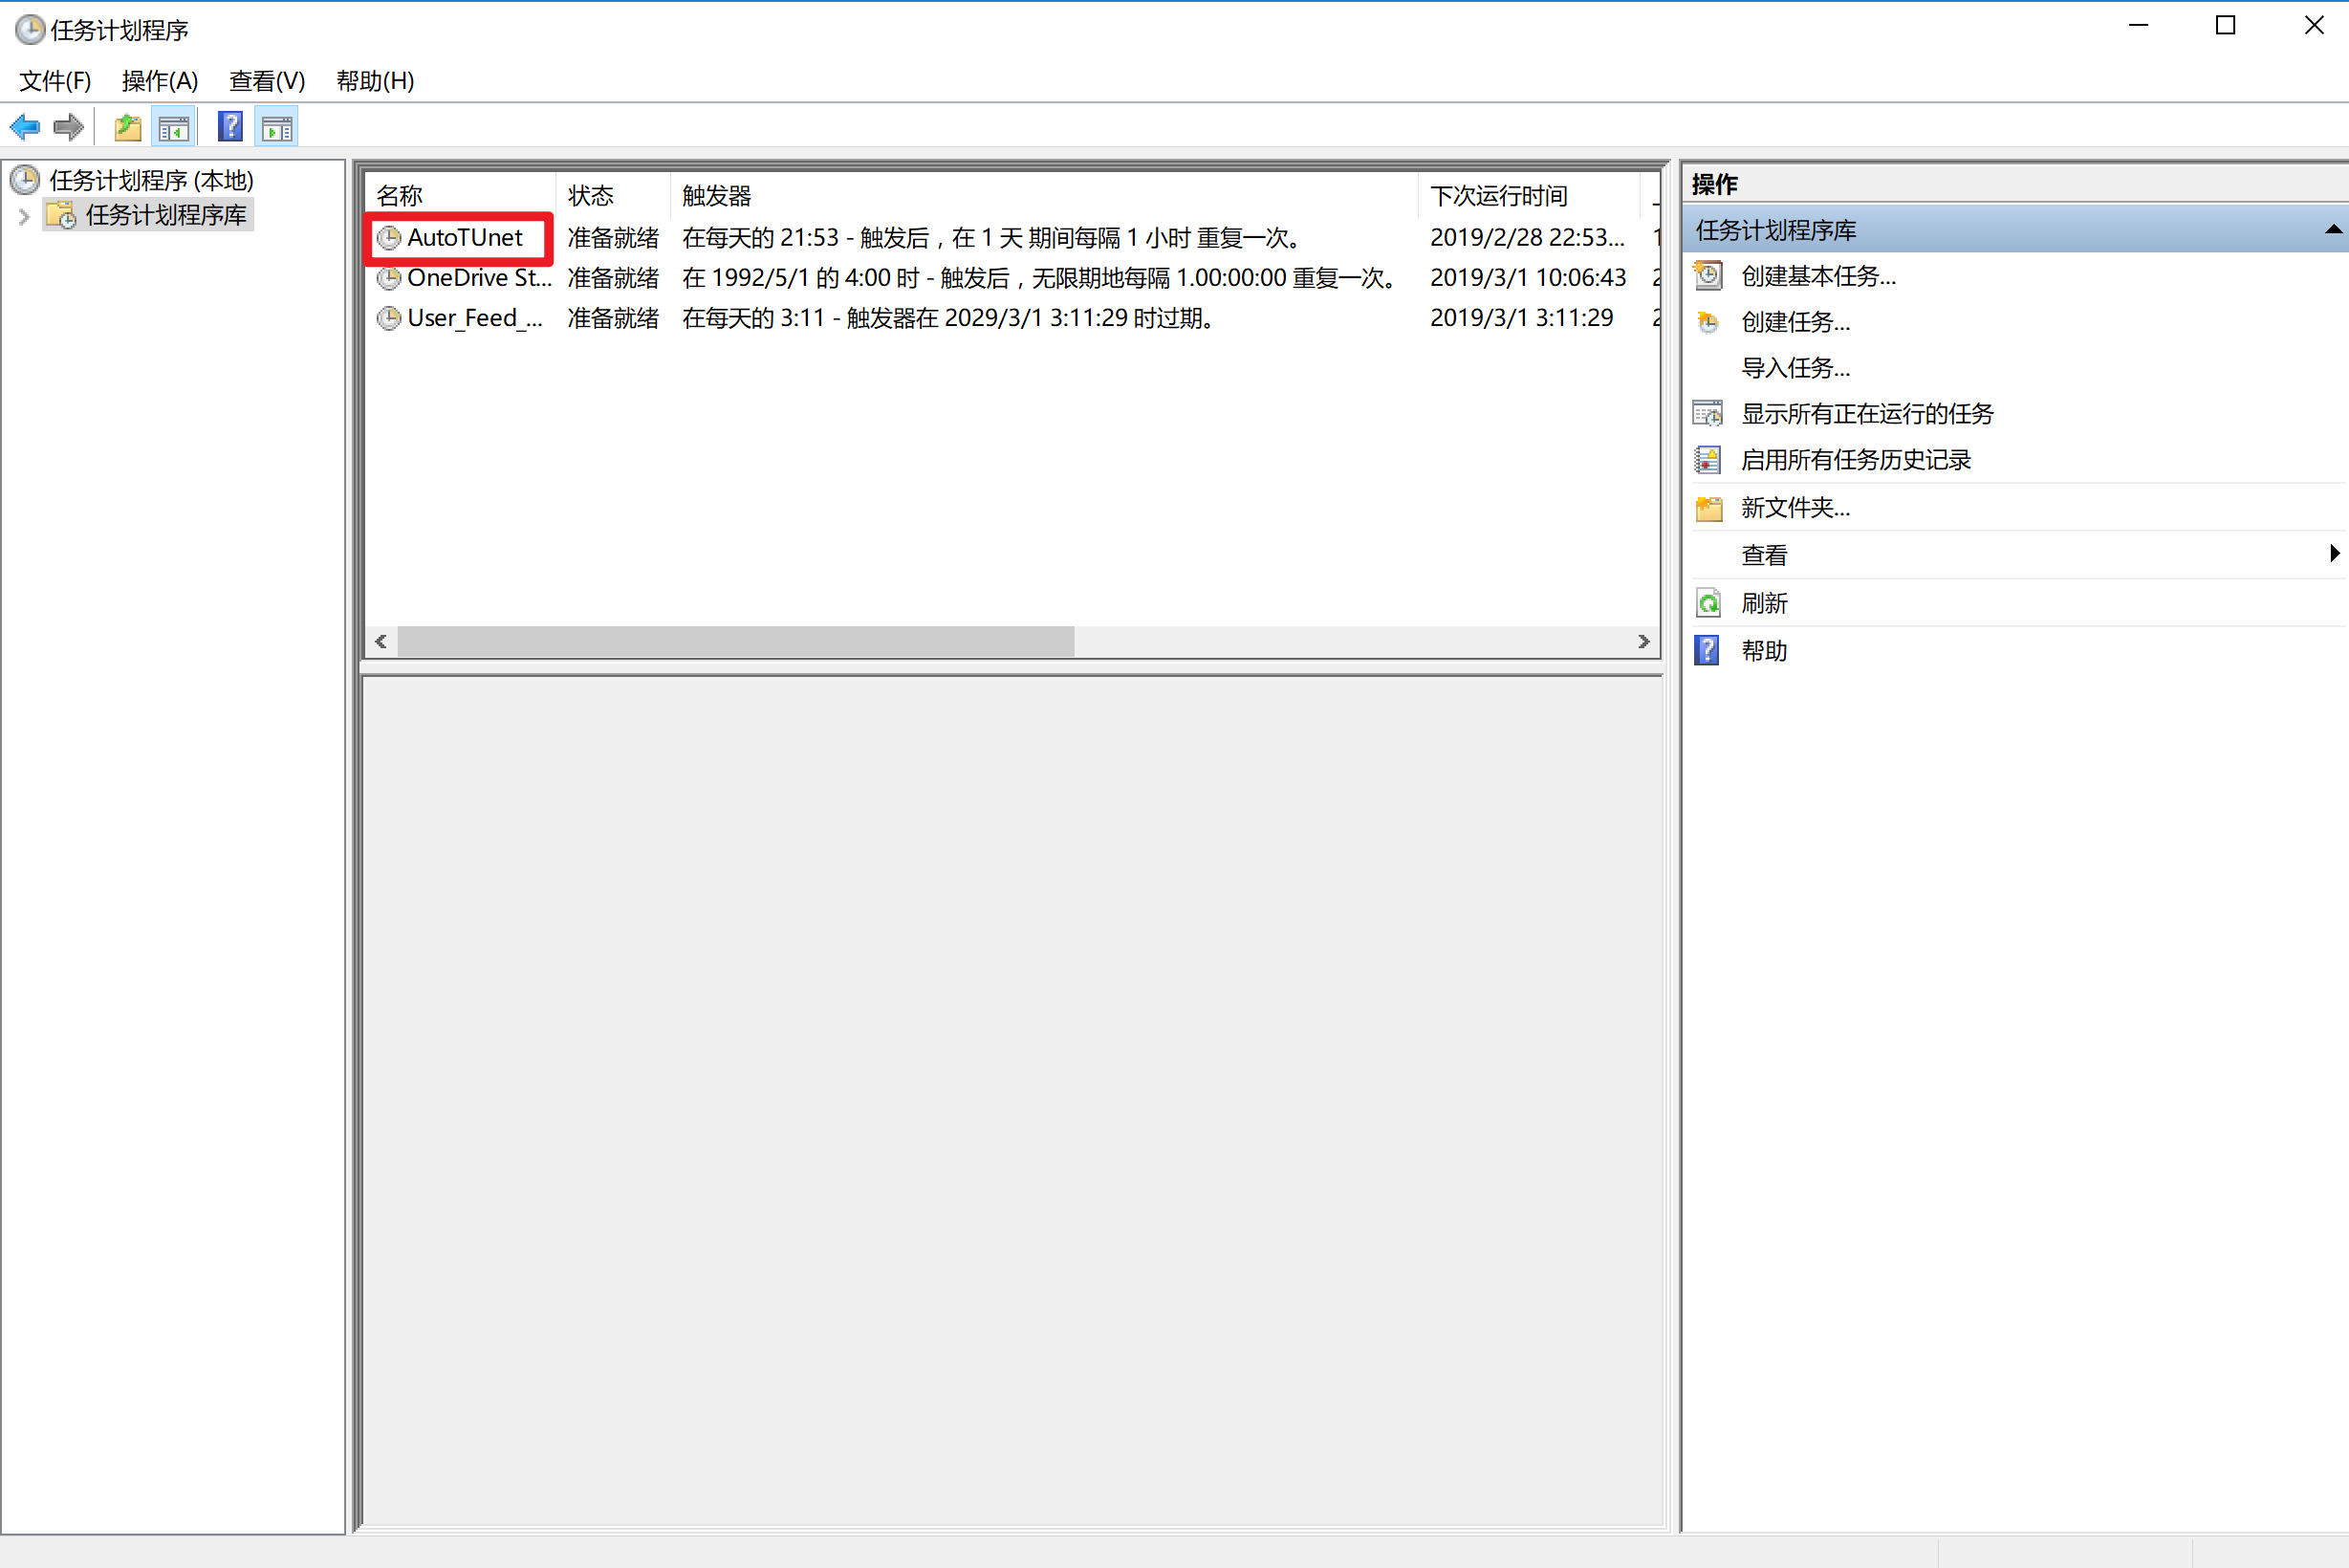 任务计划程序
文件(F) 操作(A) 查看(V) 帮助(H)
任务计划程序 (本地)
任务计划程序库
名称 状态 触发器 下次运行时间
AutoTUnet 准备就绪 在每天的 21:53 - 触发后，在 1 天 期间每隔 1 小时 重复一次。 2019/2/28 22:53...
OneDrive St... 准备就绪 在 1992/5/1 的 4:00 时 - 触发后，无限期地每隔 1.00:00:00 重复一次。 2019/3/1 10:06:43
User_Feed_... 准备就绪 在每天的 3:11 - 触发器在 2029/3/1 3:11:29 时过期。 2019/3/1 3:11:29
操作
任务计划程序库
创建基本任务...
创建任务...
导入任务...
显示所有正在运行的任务
启用所有任务历史记录
新文件夹...
查看
刷新
帮助